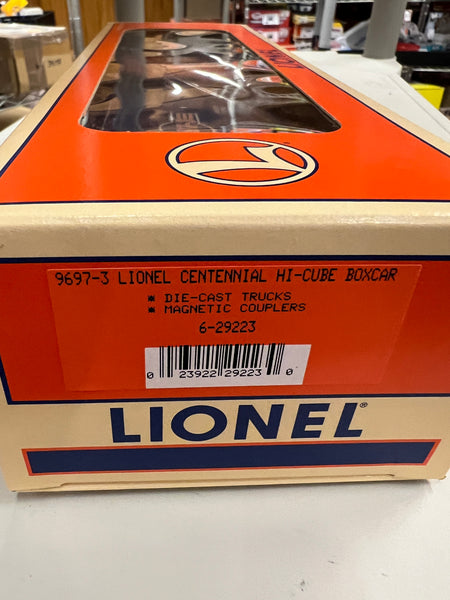 9697-3 LIONEL CENTENNIAL HI-CUBE BOXCAR
* DIE-CAST TRUCKS
* MAGNETIC COUPLERS
6-29223
0 23922 29223 0
LIONEL®